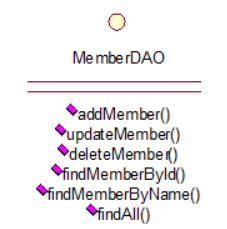 MemberDAO
addMember()
updateMember()
deleteMember()
findMemberById()
findMemberByName()
findAll()